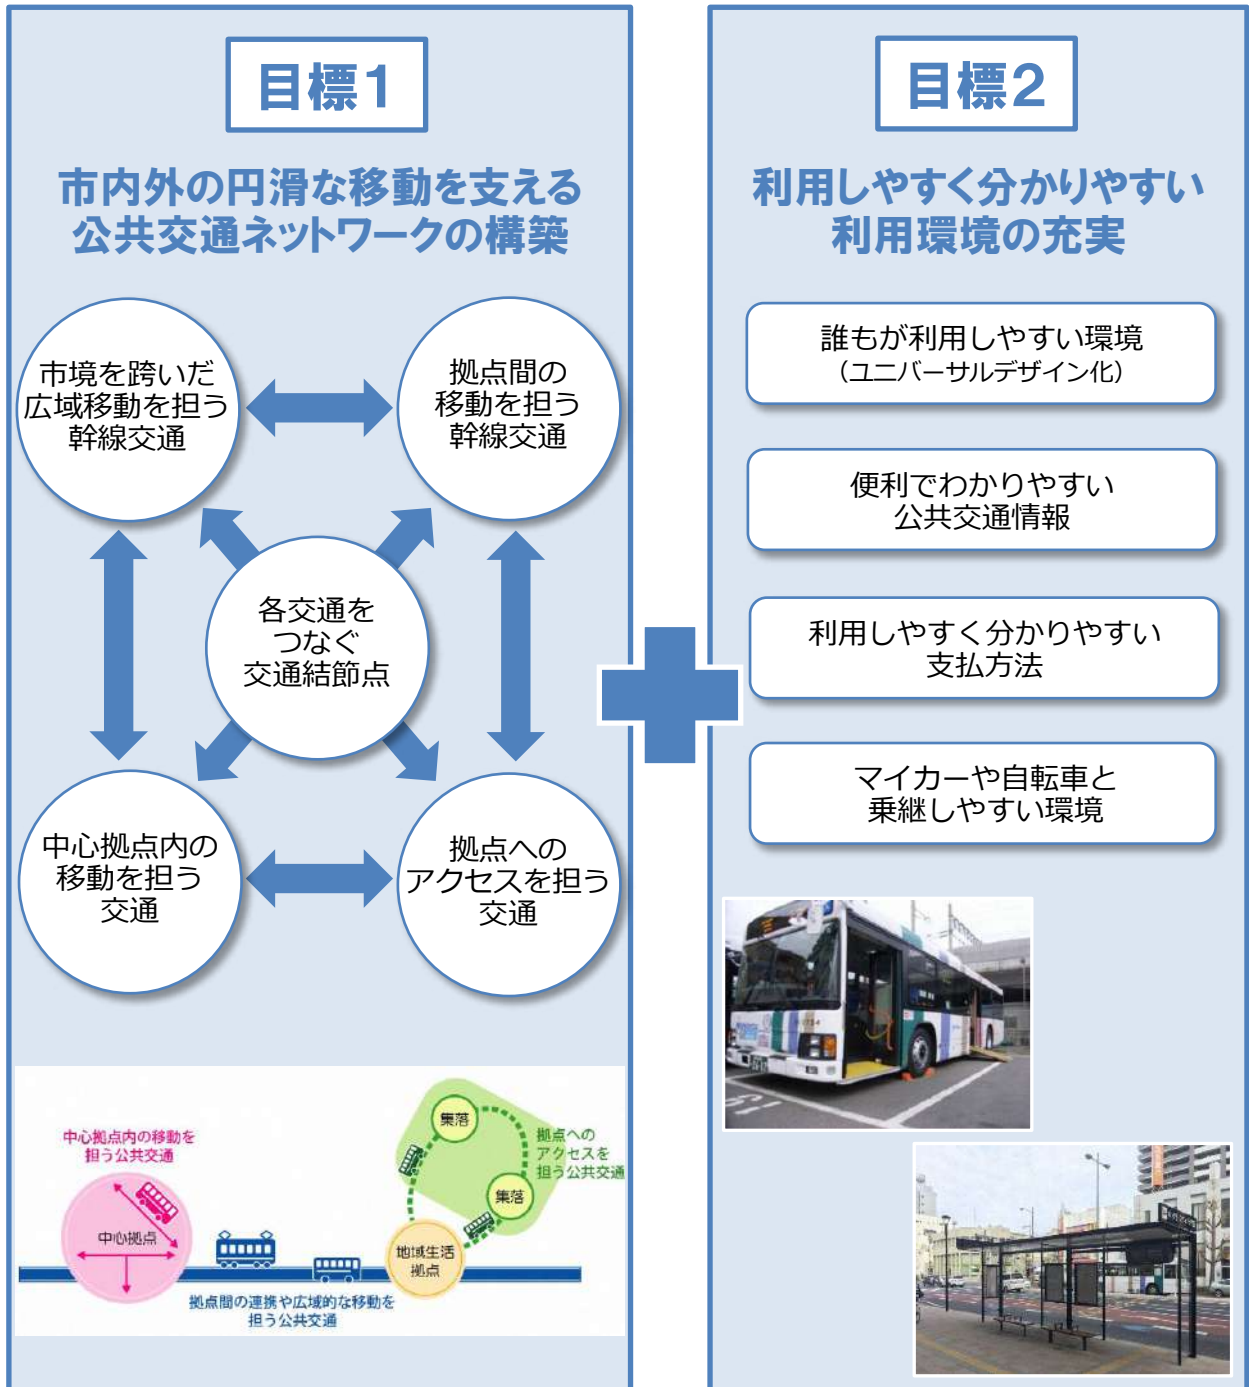 目標1
市内外の円滑な移動を支える
公共交通ネットワークの構築
市境を跨いだ
広域移動を担う
幹線交通
拠点間の
移動を担う
幹線交通
各交通を
つなぐ
交通結節点
中心拠点内の
移動を担う
交通
拠点への
アクセスを担う
交通
中心拠点内の移動を
担う公共交通
中心拠点
集落
集落
拠点への
アクセスを
担う公共交通
地域生活
拠点
拠点間の連携や広域的な移動を
担う公共交通
目標2
利用しやすく分かりやすい
利用環境の充実
誰もが利用しやすい環境
（ユニバーサルデザイン化）
便利でわかりやすい
公共交通情報
利用しやすく分かりやすい
支払方法
マイカーや自転車と
乗継しやすい環境